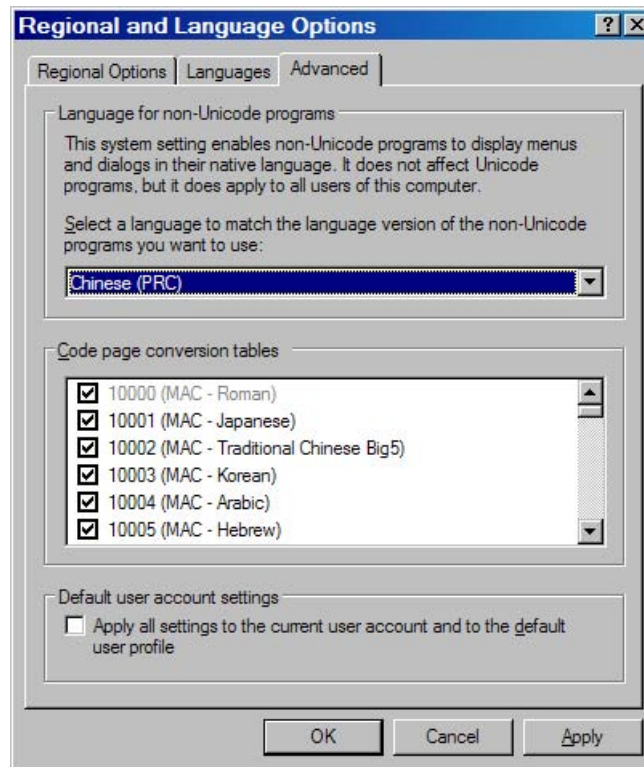 Regional and Language Options
Regional Options Languages Advanced
Language for non-Unicode programs
This system setting enables non-Unicode programs to display menus
and dialogs in their native language. It does not affect Unicode
programs, but it does apply to all users of this computer.
Select a language to match the language version of the non-Unicode
programs you want to use:
Chinese (PRC)
Code page conversion tables
10000 (MAC - Roman)
10001 (MAC - Japanese)
10002 (MAC - Traditional Chinese Big5)
10003 (MAC - Korean)
10004 (MAC - Arabic)
10005 (MAC - Hebrew)
Default user account settings
Apply all settings to the current user account and to the default
user profile
OK Cancel Apply